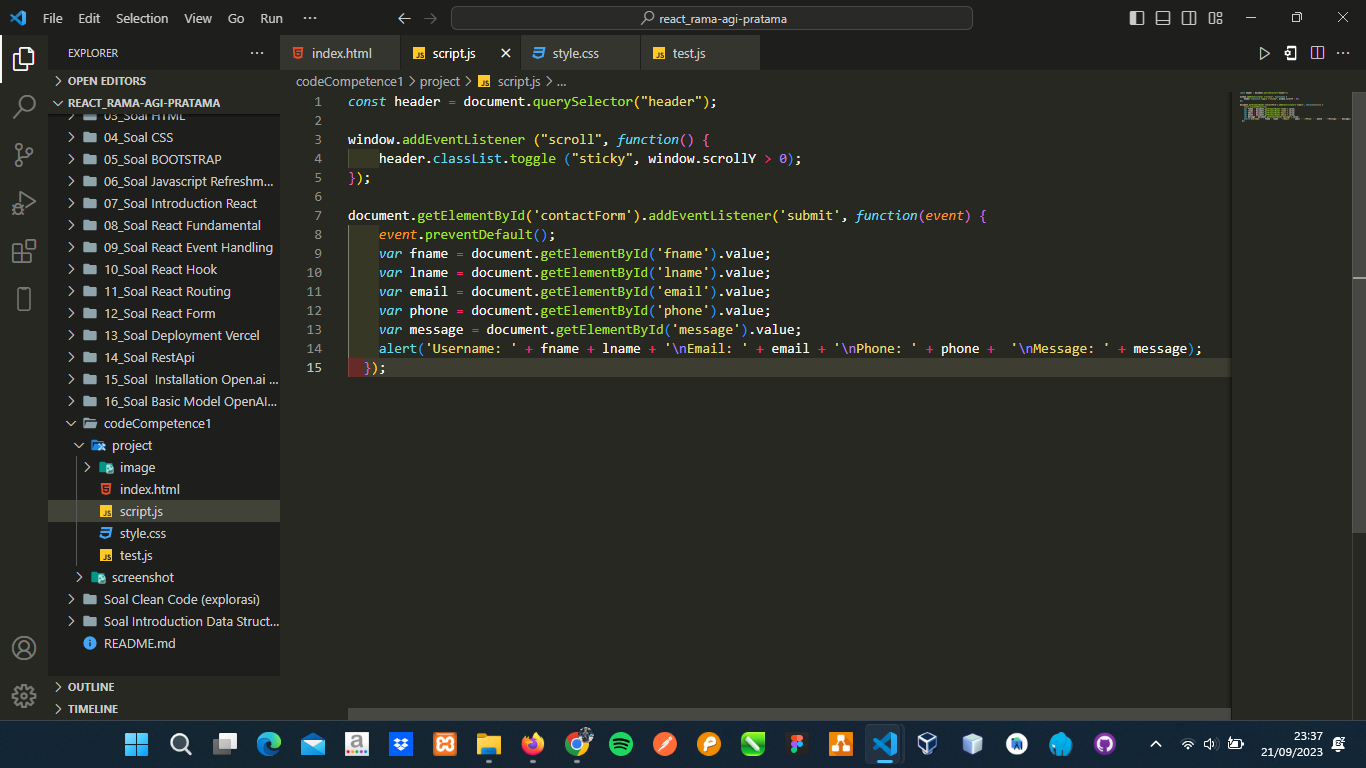 File Edit Selection View Go Run ···
react_rama-agi-pratama
EXPLORER ···
OPEN EDITORS
REACT_RAMA-AGI-PRATAMA
03_Soal HTML
04_Soal CSS
05_Soal BOOTSTRAP
06_Soal Javascript Refreshm...
07_Soal Introduction React
08_Soal React Fundamental
09_Soal React Event Handling
10_Soal React Hook
11_Soal React Routing
12_Soal React Form
13_Soal Deployment Vercel
14_Soal RestApi
15_Soal  Installation Open.ai ...
16_Soal Basic Model OpenAI...
codeCompetence1
project
image
index.html
script.js
style.css
test.js
screenshot
Soal Clean Code (explorasi)
Soal Introduction Data Struct...
README.md
OUTLINE
TIMELINE
index.html script.js style.css test.js
codeCompetence1 > project > script.js > ...
1 const header = document.querySelector("header");
2
3 window.addEventListener ("scroll", function() {
4     header.classList.toggle ("sticky", window.scrollY > 0);
5 });
6
7 document.getElementById('contactForm').addEventListener('submit', function(event) {
8     event.preventDefault();
9     var fname = document.getElementById('fname').value;
10     var lname = document.getElementById('lname').value;
11     var email = document.getElementById('email').value;
12     var phone = document.getElementById('phone').value;
13     var message = document.getElementById('message').value;
14     alert('Username: ' + fname + lname + '\nEmail: ' + email + '\nPhone: ' + phone +  '\nMessage: ' + message);
15   });
23:37
21/09/2023